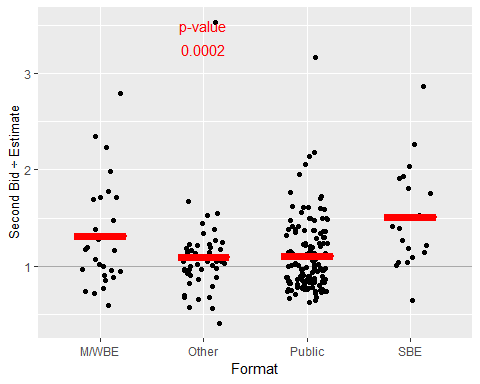 p-value
0.0002
3
2
1
Second Bid ÷ Estimate
M/WBE Other Public SBE
Format